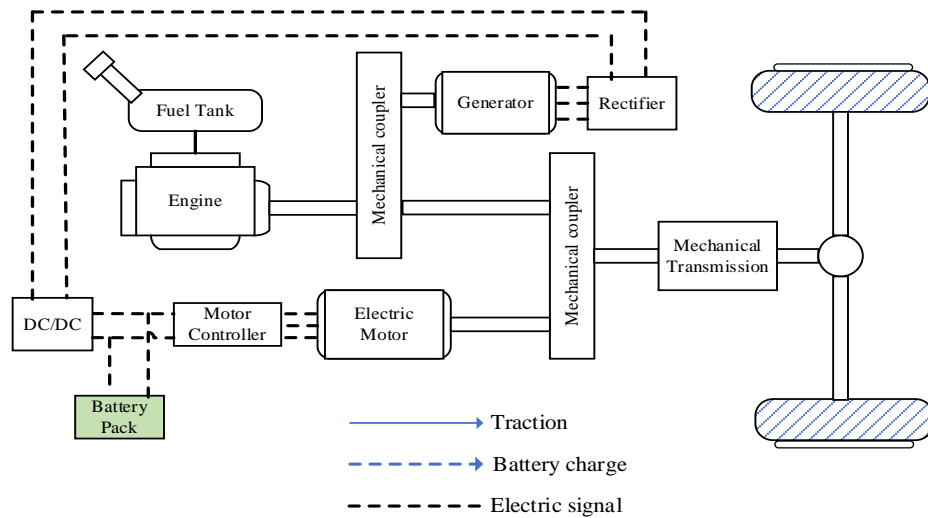 Fuel Tank
Engine
Mechanical coupler
Generator
Rectifier
Mechanical coupler
Mechanical
Transmission
DC/DC
Motor
Controller
Electric
Motor
Battery
Pack
Traction
Battery charge
Electric signal